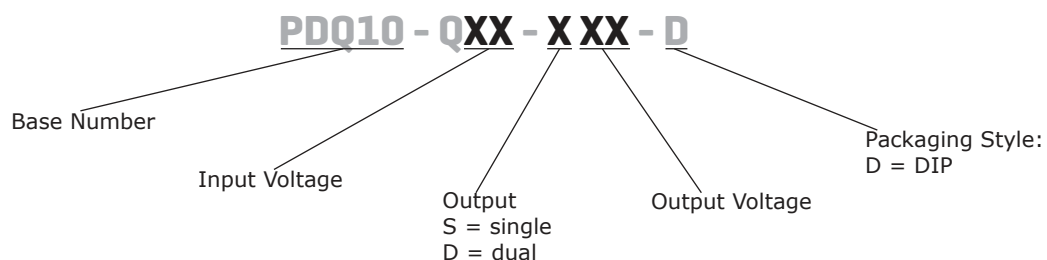 PDQ10 - QXX - X XX - D
Base Number
Input Voltage
Output
S = single
D = dual
Output Voltage
Packaging Style:
D = DIP